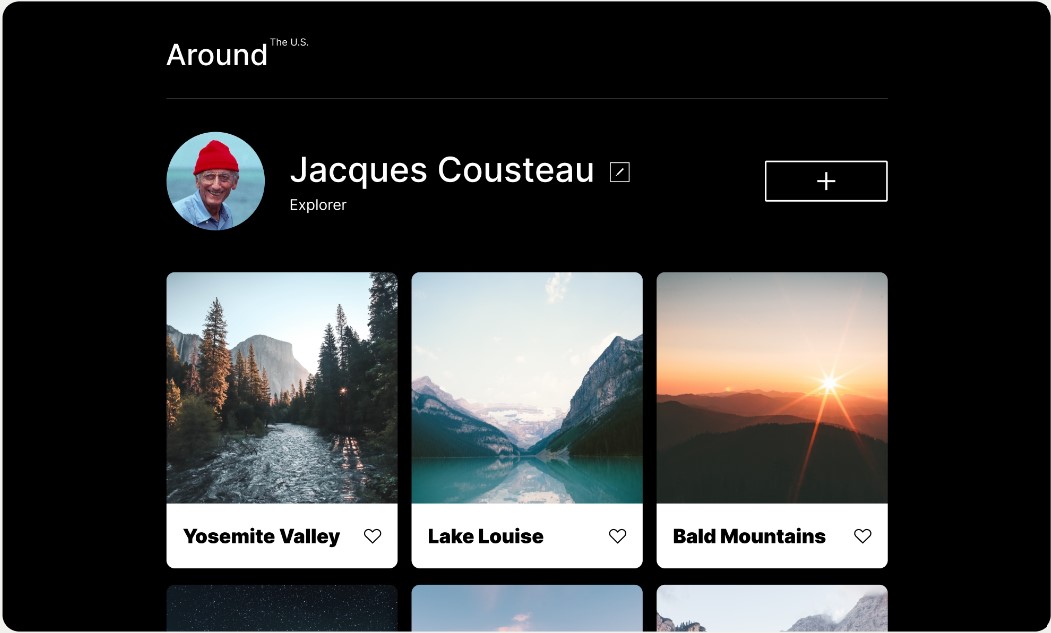 Around The U.S.
Jacques Cousteau
Explorer
Yosemite Valley
Lake Louise
Bald Mountains